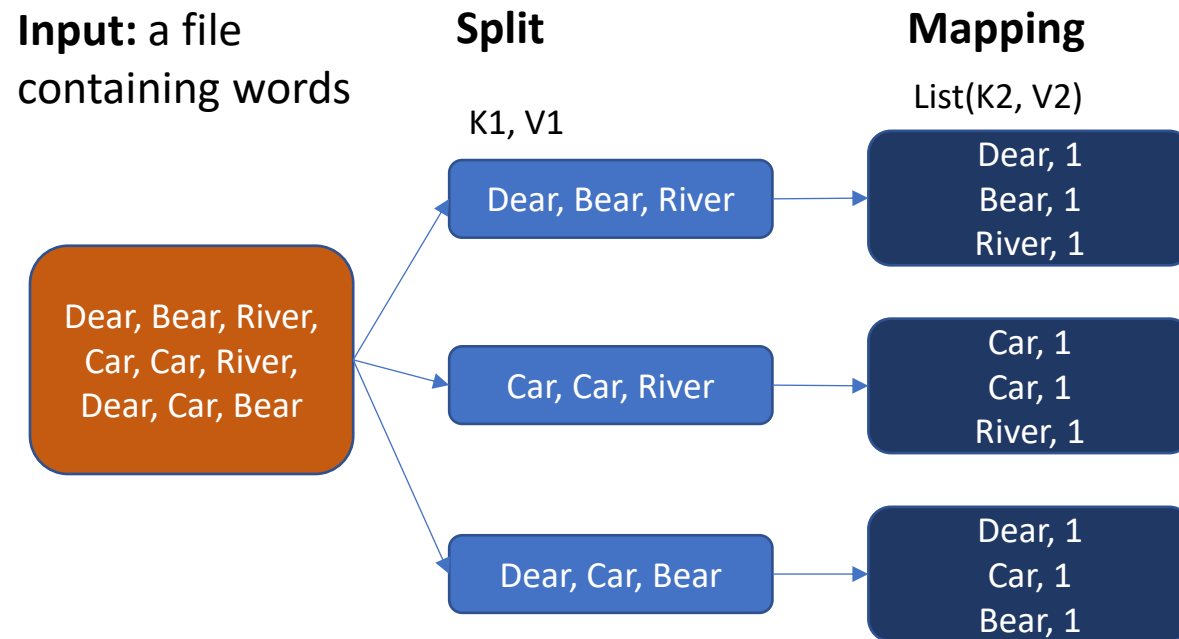 Input: a file
containing words
Split
Mapping
K1, V1
List(K2, V2)
Dear, Bear, River,
Car, Car, River,
Dear, Car, Bear
Dear, Bear, River
Car, Car, River
Dear, Car, Bear
Dear, 1
Bear, 1
River, 1
Car, 1
Car, 1
River, 1
Dear, 1
Car, 1
Bear, 1